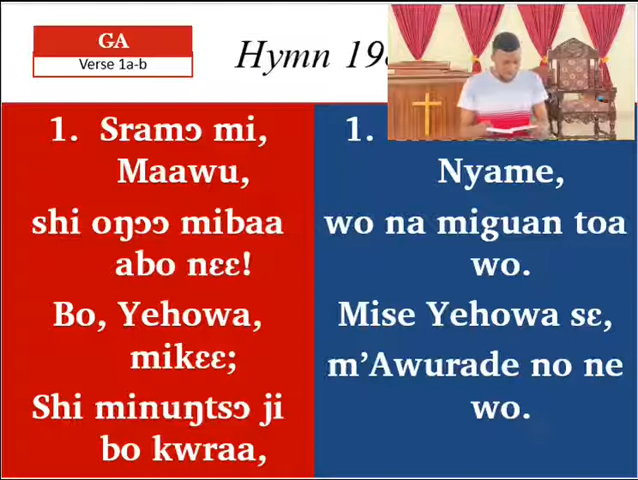 GA
Verse 1a-b
Hymn
1. Sramɔ mi,
Maawu,
shi oŋɔɔ mibaa
abo nɛɛ!
Bo, Yehowa,
mikɛɛ;
Shi minuŋtsɔ ji
bo kwraa,
1.
Nyame,
wo na miguan toa
wo.
Mise Yehowa sɛ,
m’Awurade no ne
wo.